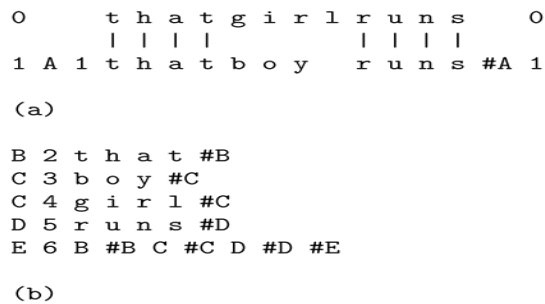 O t h a t g i r l r u n s O
| | | | | | | |
1 A 1 t h a t b o y r u n s #A 1
(a)
B 2 t h a t #B
C 3 b o y #C
C 4 g i r l #C
D 5 r u n s #D
E 6 B #B C #C D #D #E
(b)